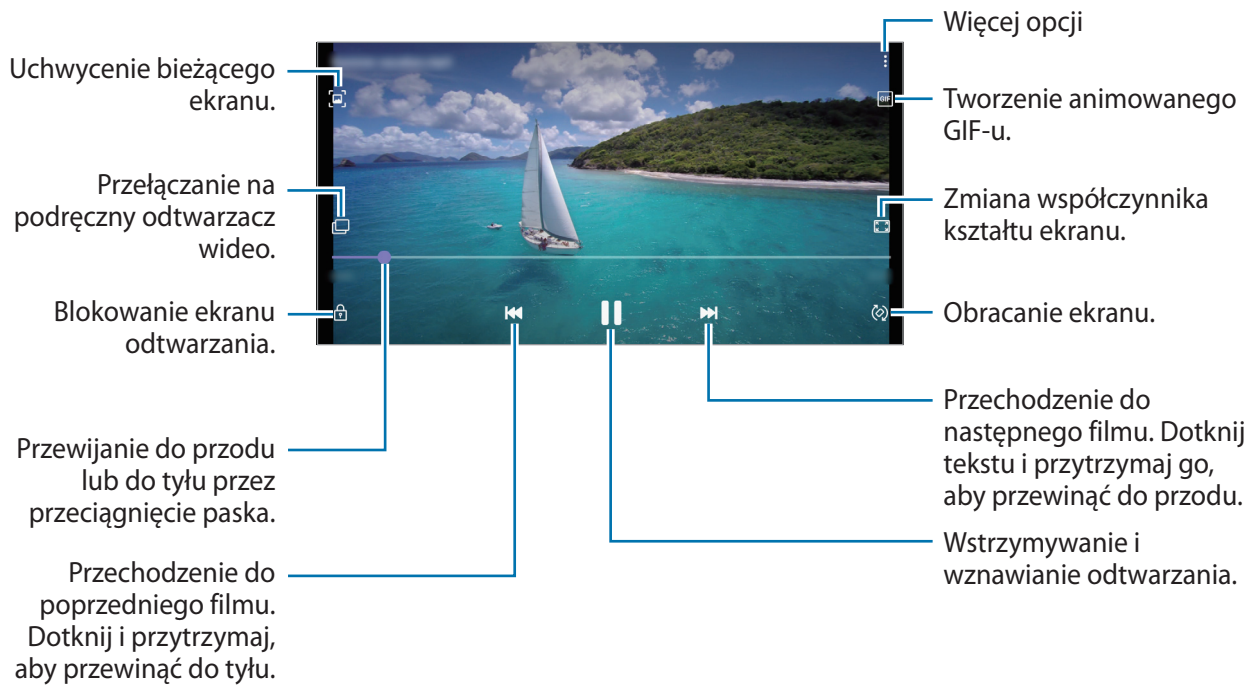 Więcej opcji
Uchwycenie bieżącego
ekranu.
GIF
Tworzenie animowanego
GIF-u.
Przełączanie na
podręczny odtwarzacz
wideo.
Zmiana współczynnika
kształtu ekranu.
Blokowanie ekranu
odtwarzania.
Obracanie ekranu.
Przewijanie do przodu
lub do tyłu przez
przeciągnięcie paska.
Przechodzenie do
następnego filmu. Dotknij
tekstu i przytrzymaj go,
aby przewinąć do przodu.
Przechodzenie do
poprzedniego filmu.
Dotknij i przytrzymaj,
aby przewinąć do tyłu.
Wstrzymywanie i
wznawianie odtwarzania.